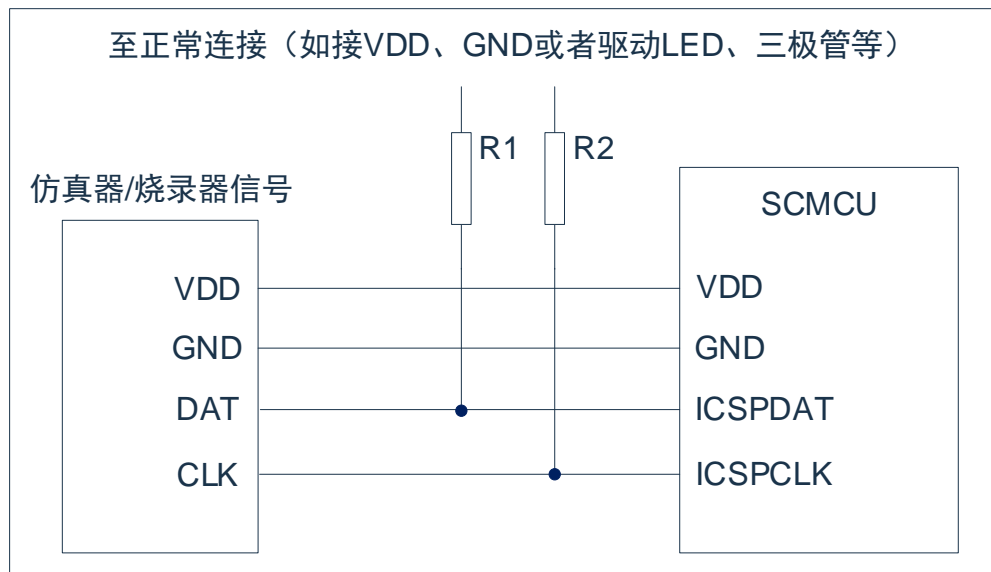 至正常连接（如接VDD、GND或者驱动LED、三极管等）
R1
R2
仿真器/烧录器信号
SCMCU
VDD
VDD
GND
GND
DAT
ICSPDAT
CLK
ICSPCLK